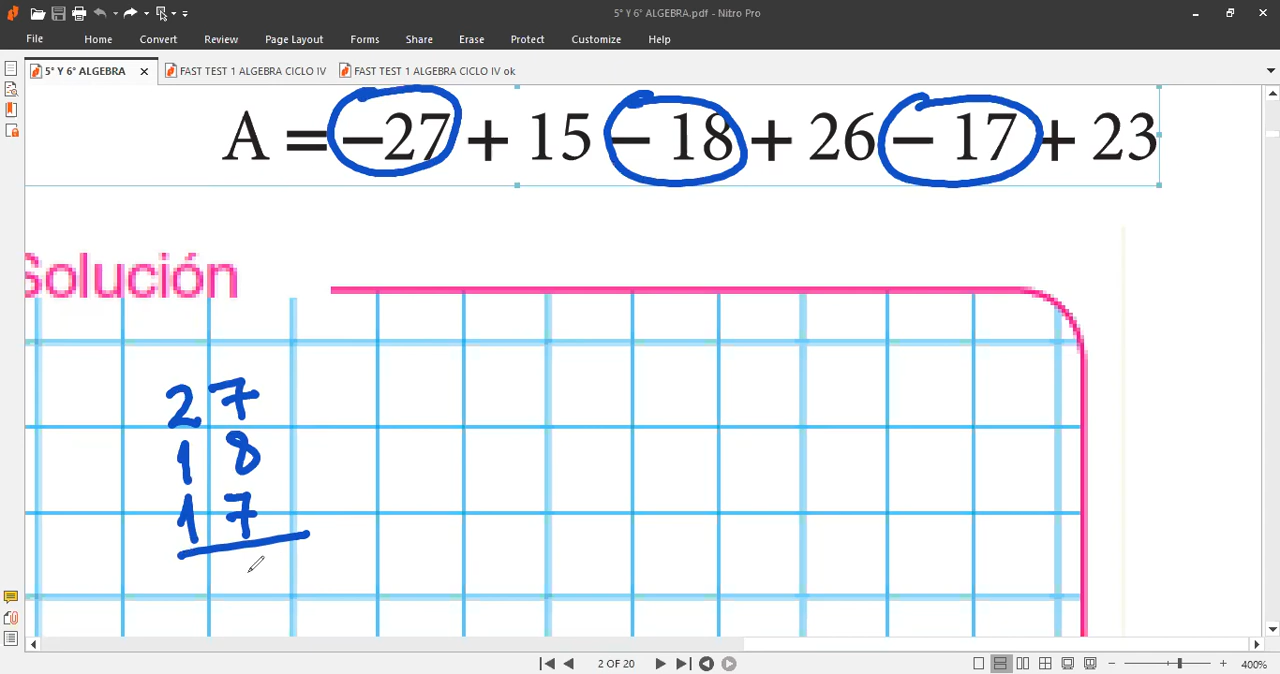 5° Y 6° ALGEBRA.pdf - Nitro Pro
File Home Convert Review Page Layout Forms Share Erase Protect Customize Help
5° Y 6° ALGEBRA FAST TEST 1 ALGEBRA CICLO IV FAST TEST 1 ALGEBRA CICLO IV ok
A = −27 + 15 − 18 + 26 − 17 + 23
Solución
27
18
17
2 OF 20
400%